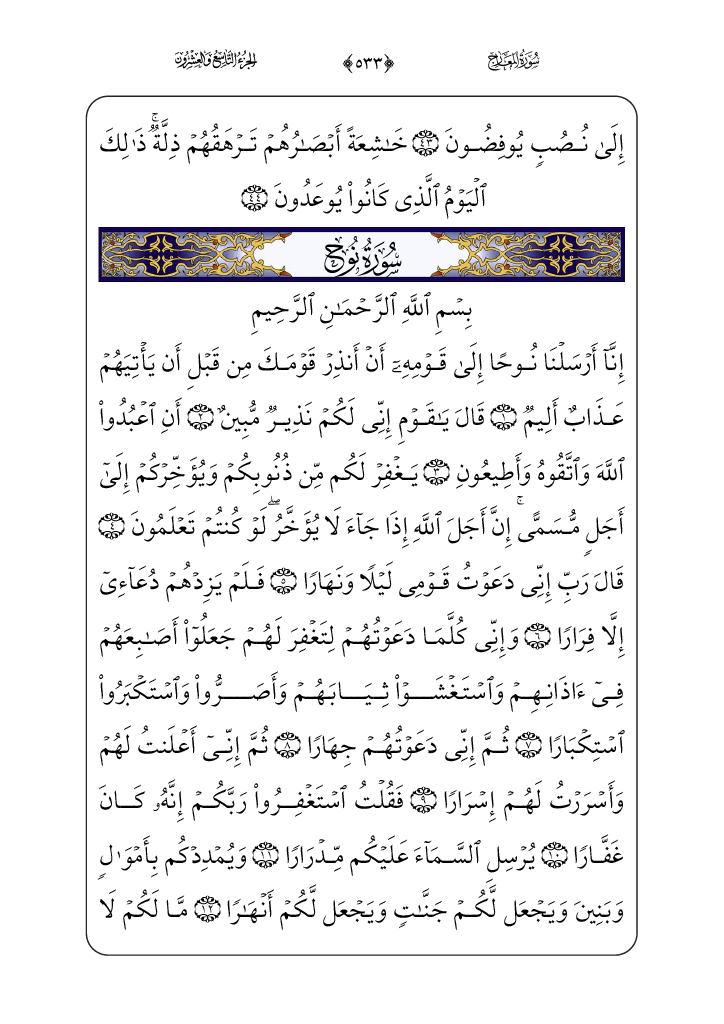 سُورَةُ المَعَارِجِ ﴿٥٣٣﴾ الجُزْءُ التَّاسِعُ وَالعِشْرُونَ
إِلَىٰ نُصُبٍ يُوفِضُونَ ٤٣ خَٰشِعَةً أَبْصَٰرُهُمْ تَرْهَقُهُمْ ذِلَّةٌۚ ذَٰلِكَ
ٱلْيَوْمُ ٱلَّذِى كَانُوا۟ يُوعَدُونَ ٤٤
سُورَةُ نُوحٍ
بِسْمِ ٱللَّهِ ٱلرَّحْمَٰنِ ٱلرَّحِيمِ
إِنَّآ أَرْسَلْنَا نُوحًا إِلَىٰ قَوْمِهِۦٓ أَنْ أَنذِرْ قَوْمَكَ مِن قَبْلِ أَن يَأْتِيَهُمْ
عَذَابٌ أَلِيمٌ ١ قَالَ يَٰقَوْمِ إِنِّى لَكُمْ نَذِيرٌ مُّبِينٌ ٢ أَنِ ٱعْبُدُوا۟
ٱللَّهَ وَٱتَّقُوهُ وَأَطِيعُونِ ٣ يَغْفِرْ لَكُم مِّن ذُنُوبِكُمْ وَيُؤَخِّرْكُمْ إِلَىٰٓ
أَجَلٍ مُّسَمًّىۚ إِنَّ أَجَلَ ٱللَّهِ إِذَا جَآءَ لَا يُؤَخَّرُۖ لَوْ كُنتُمْ تَعْلَمُونَ ٤
قَالَ رَبِّ إِنِّى دَعَوْتُ قَوْمِى لَيْلًا وَنَهَارًا ٥ فَلَمْ يَزِدْهُمْ دُعَآءِىٓ
إِلَّا فِرَارًا ٦ وَإِنِّى كُلَّمَا دَعَوْتُهُمْ لِتَغْفِرَ لَهُمْ جَعَلُوٓا۟ أَصَٰبِعَهُمْ
فِىٓ ءَاذَانِهِمْ وَٱسْتَغْشَوْا۟ ثِيَابَهُمْ وَأَصَرُّوا۟ وَٱسْتَكْبَرُوا۟
ٱسْتِكْبَارًا ٧ ثُمَّ إِنِّى دَعَوْتُهُمْ جِهَارًا ٨ ثُمَّ إِنِّىٓ أَعْلَنتُ لَهُمْ
وَأَسْرَرْتُ لَهُمْ إِسْرَارًا ٩ فَقُلْتُ ٱسْتَغْفِرُوا۟ رَبَّكُمْ إِنَّهُۥ كَانَ
غَفَّارًا ١٠ يُرْسِلِ ٱلسَّمَآءَ عَلَيْكُم مِّدْرَارًا ١١ وَيُمْدِدْكُم بِأَمْوَٰلٍ
وَبَنِينَ وَيَجْعَل لَّكُمْ جَنَّٰتٍ وَيَجْعَل لَّكُمْ أَنْهَٰرًا ١٢ مَّا لَكُمْ لَا